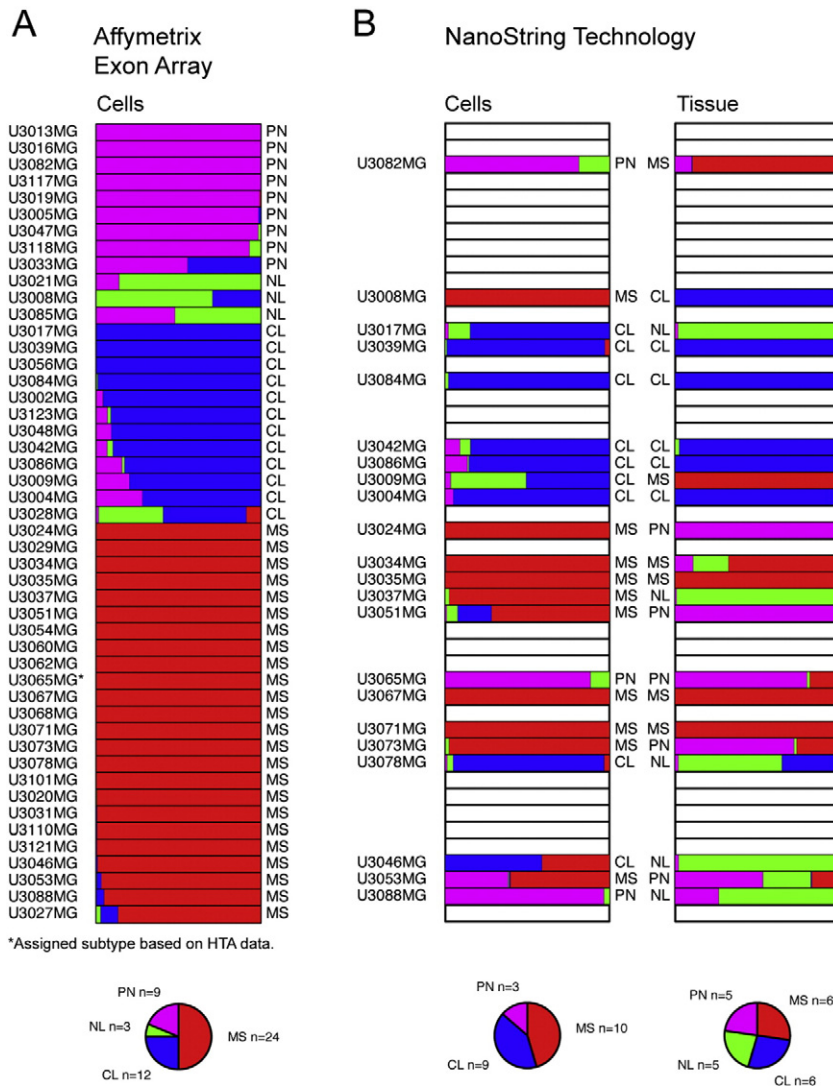 A
Affymetrix
Exon Array
Cells
U3013MG PN
U3016MG PN
U3082MG PN
U3117MG PN
U3019MG PN
U3005MG PN
U3047MG PN
U3118MG PN
U3033MG PN
U3021MG NL
U3008MG NL
U3085MG NL
U3017MG CL
U3039MG CL
U3056MG CL
U3084MG CL
U3002MG CL
U3123MG CL
U3048MG CL
U3042MG CL
U3086MG CL
U3009MG CL
U3004MG CL
U3028MG CL
U3024MG MS
U3029MG MS
U3034MG MS
U3035MG MS
U3037MG MS
U3051MG MS
U3054MG MS
U3060MG MS
U3062MG MS
U3065MG* MS
U3067MG MS
U3068MG MS
U3071MG MS
U3073MG MS
U3078MG MS
U3101MG MS
U3020MG MS
U3031MG MS
U3110MG MS
U3121MG MS
U3046MG MS
U3053MG MS
U3088MG MS
U3027MG MS
*Assigned subtype based on HTA data.
PN n=9
NL n=3
MS n=24
CL n=12
B
NanoString Technology
Cells Tissue
U3082MG PN MS
U3008MG MS CL
U3017MG CL NL
U3039MG CL CL
U3084MG CL CL
U3042MG CL CL
U3086MG CL CL
U3009MG CL MS
U3004MG CL CL
U3024MG MS PN
U3034MG MS MS
U3035MG MS MS
U3037MG MS NL
U3051MG MS PN
U3065MG PN PN
U3067MG MS MS
U3071MG MS MS
U3073MG MS PN
U3078MG CL NL
U3046MG CL NL
U3053MG MS PN
U3088MG PN NL
PN n=3
MS n=10
CL n=9
PN n=5
MS n=6
NL n=5
CL n=6